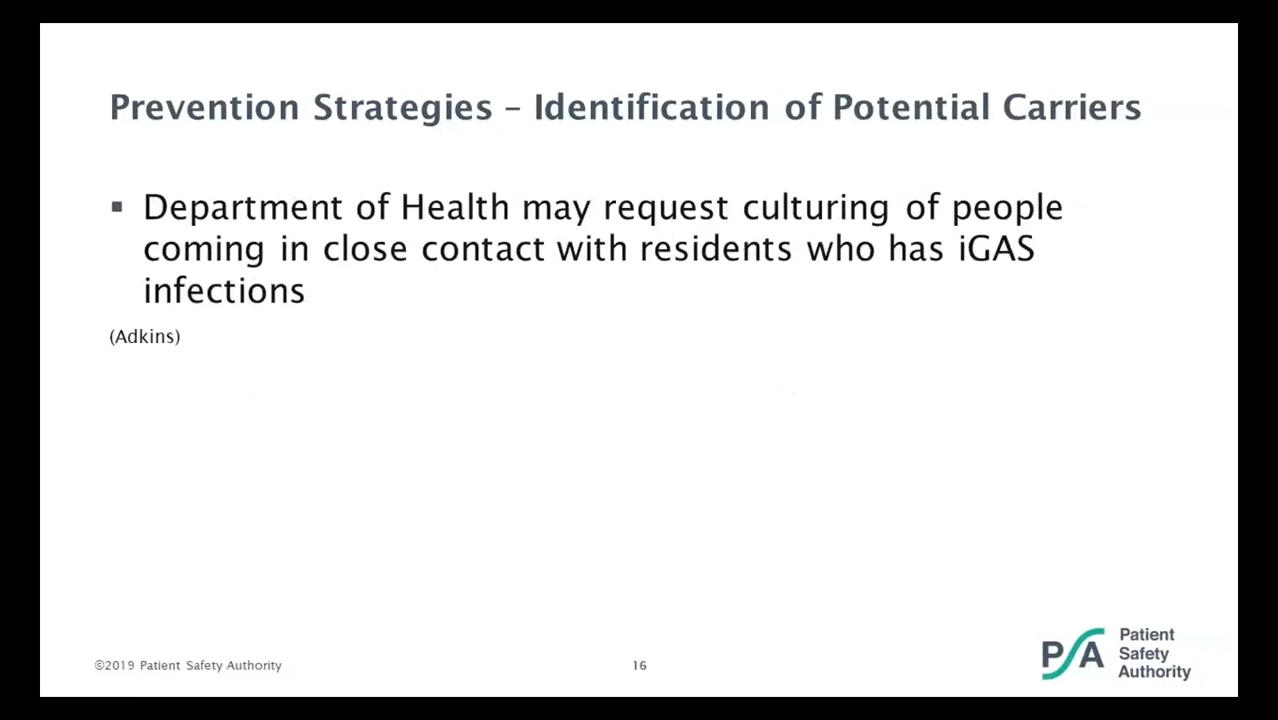 Prevention Strategies – Identification of Potential Carriers
▪ Department of Health may request culturing of people
coming in close contact with residents who has iGAS
infections
(Adkins)
©2019 Patient Safety Authority
16
PSA
Patient
Safety
Authority